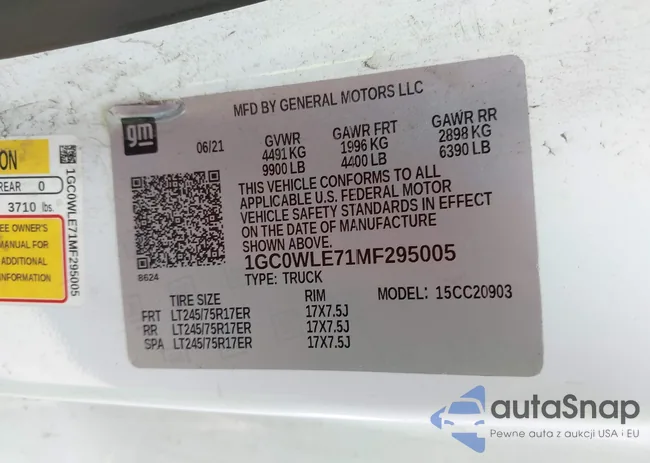 MFD BY GENERAL MOTORS LLC
gm
06/21 GVWR GAWR FRT GAWR RR
4491 KG 1996 KG 2898 KG
9900 LB 4400 LB 6390 LB
THIS VEHICLE CONFORMS TO ALL
APPLICABLE U.S. FEDERAL MOTOR
VEHICLE SAFETY STANDARDS IN EFFECT
ON THE DATE OF MANUFACTURE
SHOWN ABOVE.
1GC0WLE71MF295005
8624
TYPE: TRUCK
TIRE SIZE RIM MODEL: 15CC20903
FRT LT245/75R17ER 17X7.5J
RR LT245/75R17ER 17X7.5J
SPA LT245/75R17ER 17X7.5J
ON
REAR 0
3710 lbs.
SEE OWNER'S
MANUAL FOR
ADDITIONAL
INFORMATION
1GC0WLE71MF295005
autaSnap
Pewne auta z aukcji USA i EU